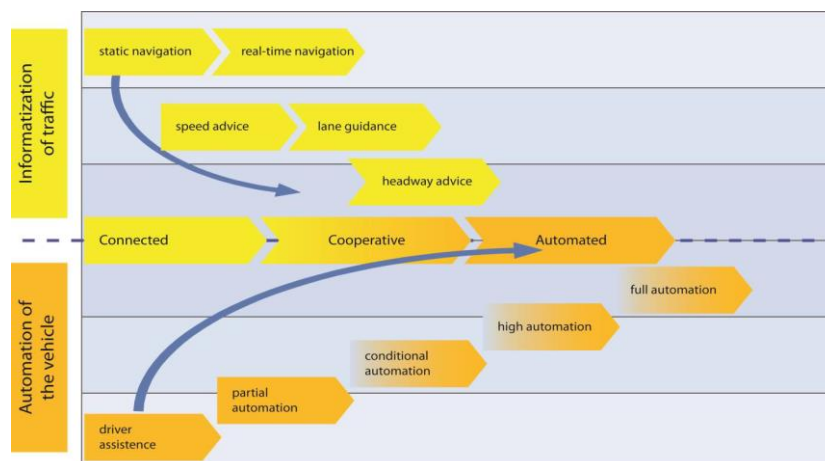 Informatization
of traffic
static navigation
real-time navigation
speed advice
lane guidance
headway advice
Connected
Cooperative
Automated
Automation of
the vehicle
full automation
high automation
conditional
automation
partial
automation
driver
assistence